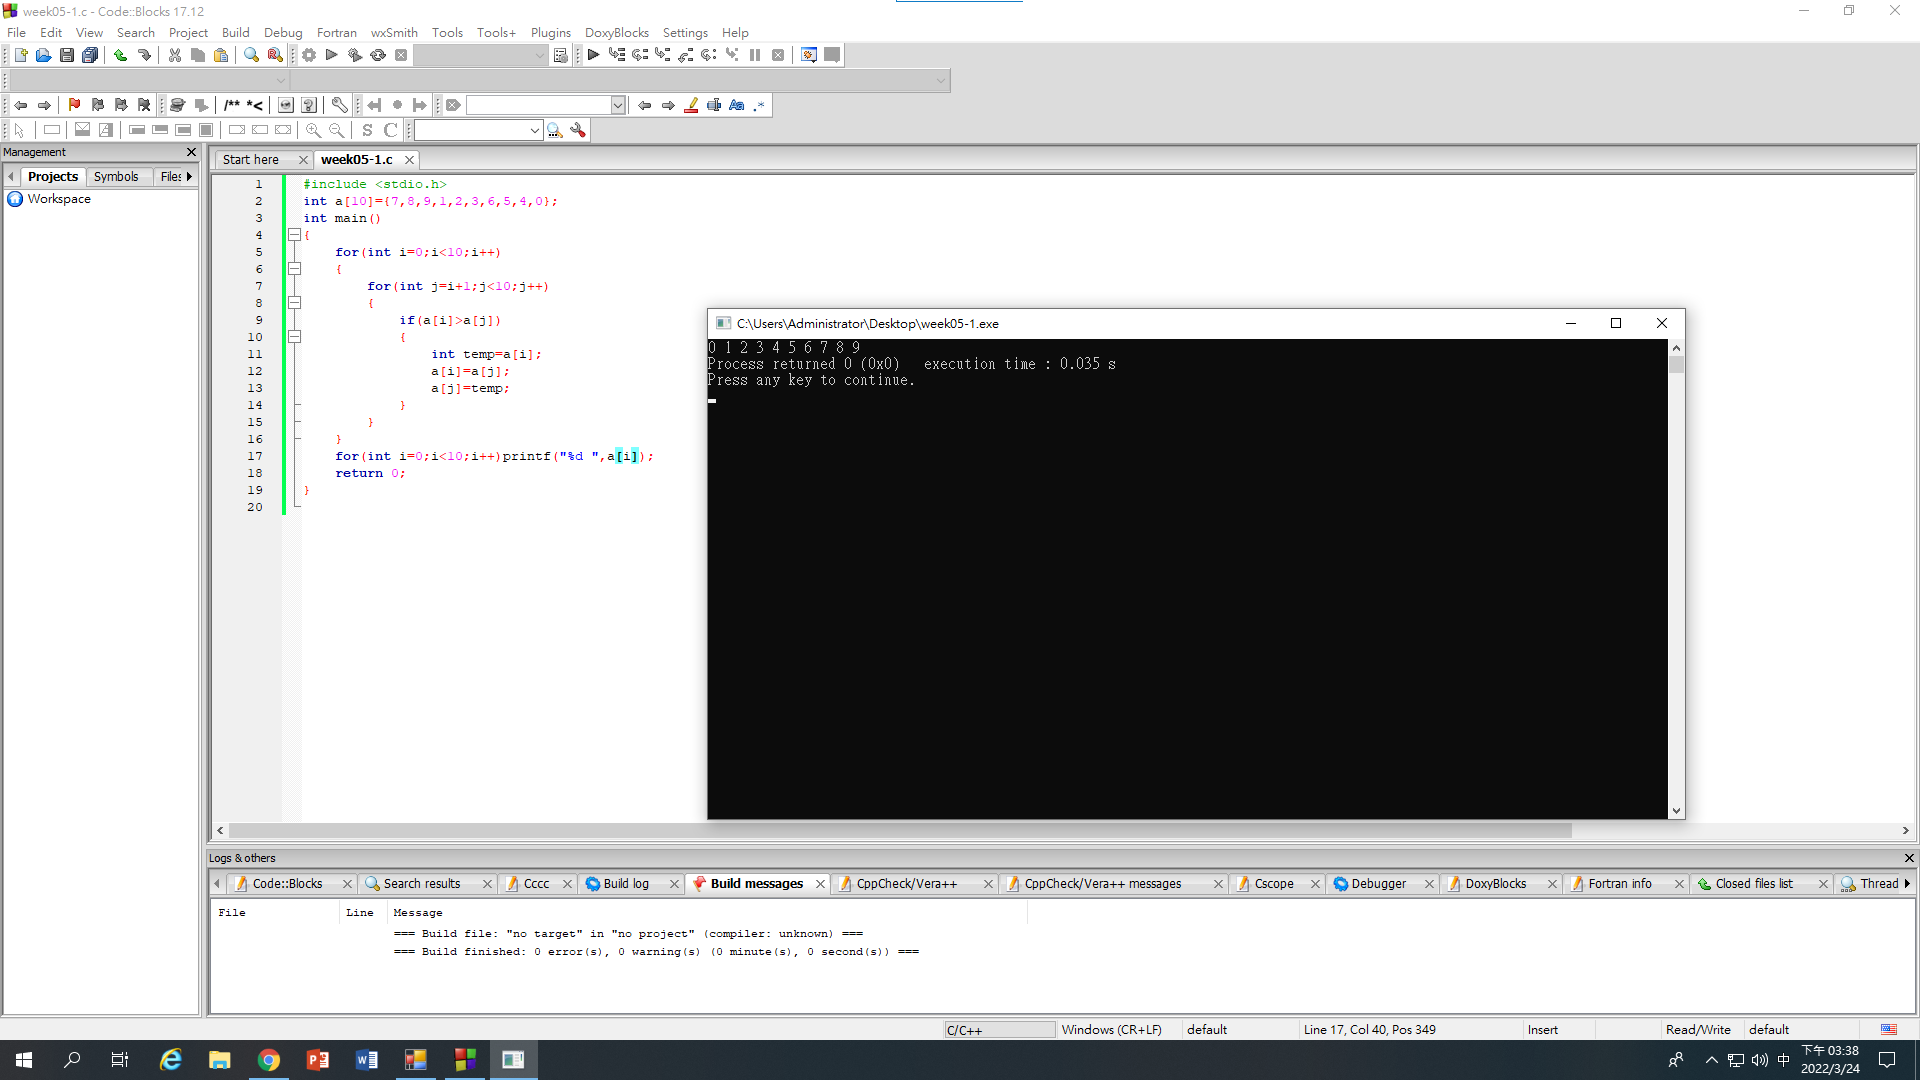 week05-1.c - Code::Blocks 17.12
File Edit View Search Project Build Debug Fortran wxSmith Tools Tools+ Plugins DoxyBlocks Settings Help
/** *<
S C
Management
Projects Symbols Files
Workspace
Start here week05-1.c
1 #include <stdio.h>
2 int a[10]={7,8,9,1,2,3,6,5,4,0};
3 int main()
4 {
5 for(int i=0;i<10;i++)
6 {
7 for(int j=i+1;j<10;j++)
8 {
9 if(a[i]>a[j])
10 {
11 int temp=a[i];
12 a[i]=a[j];
13 a[j]=temp;
14 }
15 }
16 }
17 for(int i=0;i<10;i++)printf("%d ",a[i]);
18 return 0;
19 }
20
C:\Users\Administrator\Desktop\week05-1.exe
0 1 2 3 4 5 6 7 8 9
Process returned 0 (0x0)   execution time : 0.035 s
Press any key to continue.
Logs & others
Code::Blocks Search results Cccc Build log Build messages CppCheck/Vera++ CppCheck/Vera++ messages Cscope Debugger DoxyBlocks Fortran info Closed files list Thread
File Line Message
=== Build file: "no target" in "no project" (compiler: unknown) ===
=== Build finished: 0 error(s), 0 warning(s) (0 minute(s), 0 second(s)) ===
C/C++ Windows (CR+LF) default Line 17, Col 40, Pos 349 Insert Read/Write default
中
下午 03:38
2022/3/24